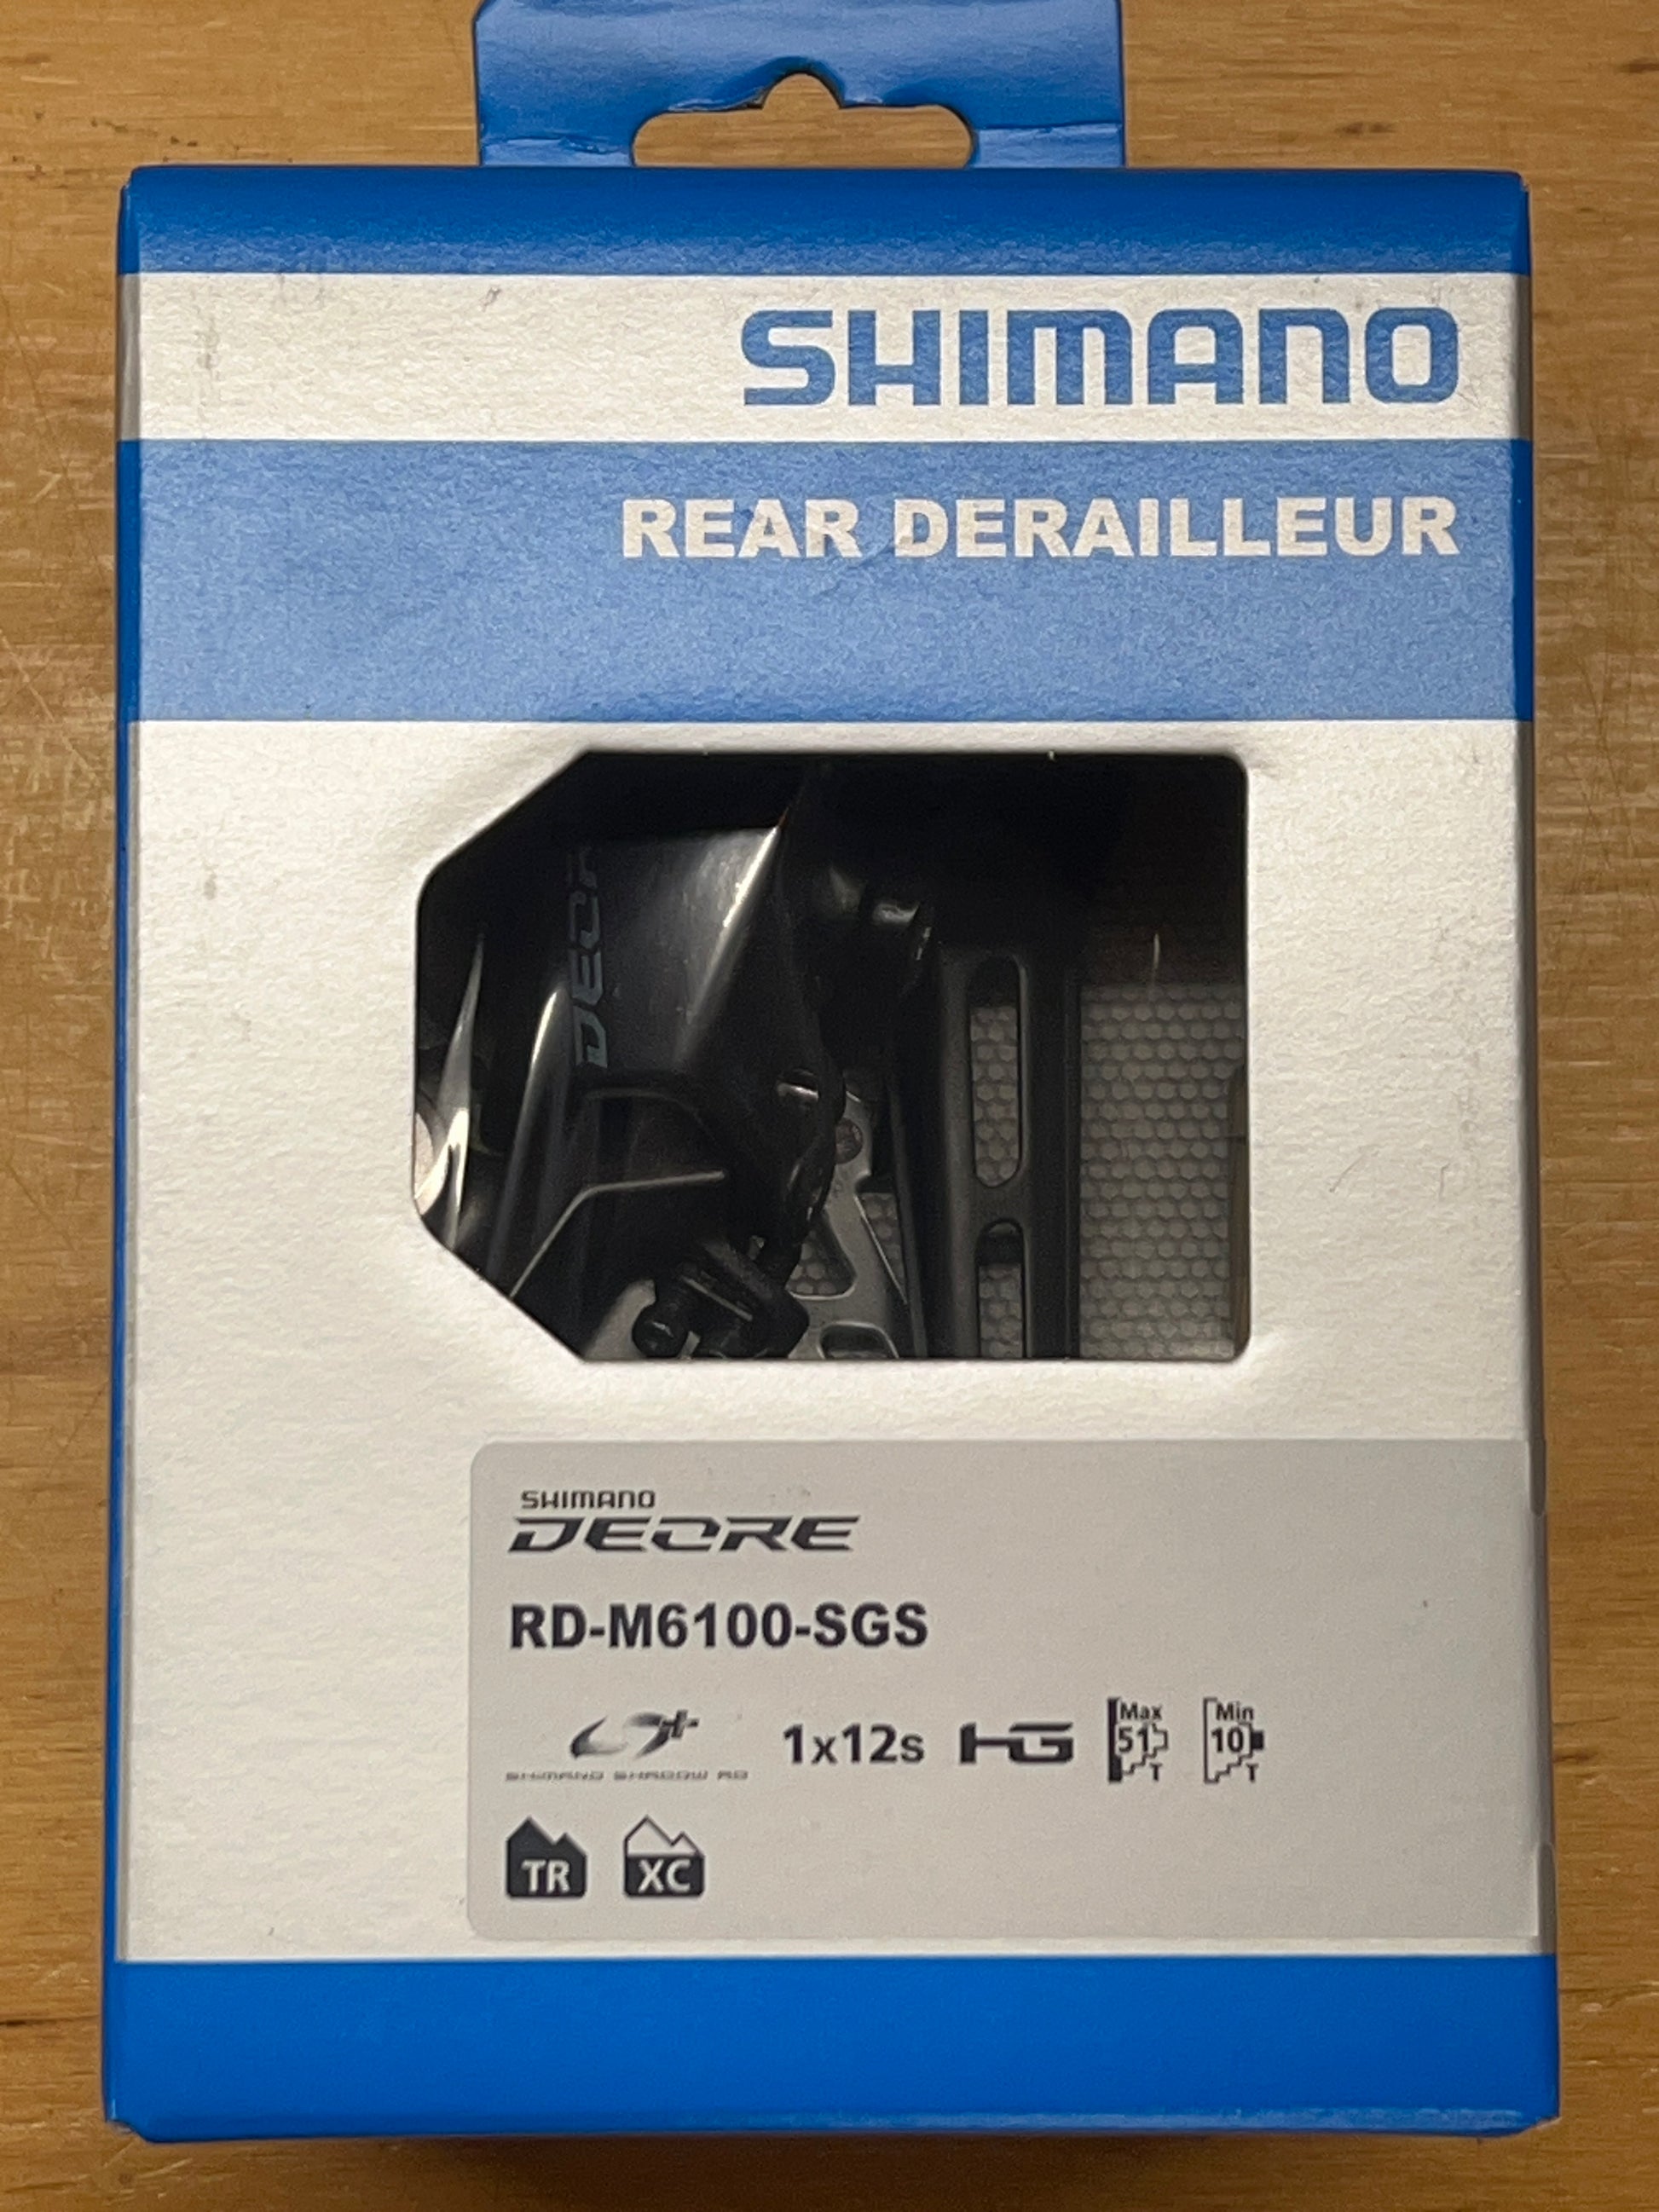 SHIMANO
REAR DERAILLEUR
DEOR
SHIMANO
DEORE
RD-M6100-SGS
SHIMANO SHADOW RD
1x12s HG Max 51 T Min 10 T
TR XC